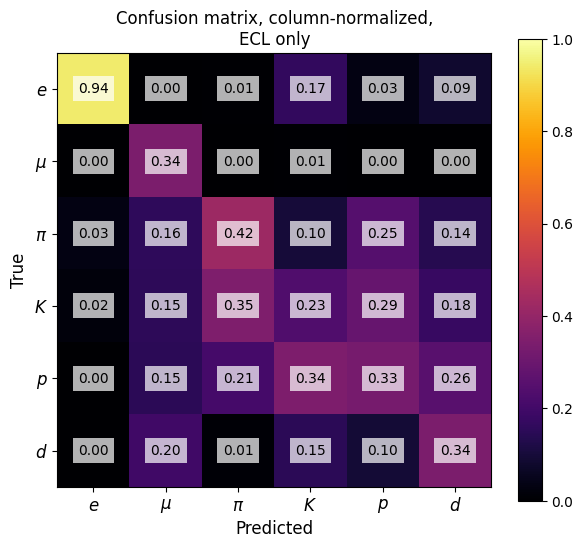 Confusion matrix, column-normalized,
ECL only
e 0.94 0.00 0.01 0.17 0.03 0.09
μ 0.00 0.34 0.00 0.01 0.00 0.00
π 0.03 0.16 0.42 0.10 0.25 0.14
K 0.02 0.15 0.35 0.23 0.29 0.18
p 0.00 0.15 0.21 0.34 0.33 0.26
d 0.00 0.20 0.01 0.15 0.10 0.34
e μ π K p d
True
Predicted
1.0
0.8
0.6
0.4
0.2
0.0